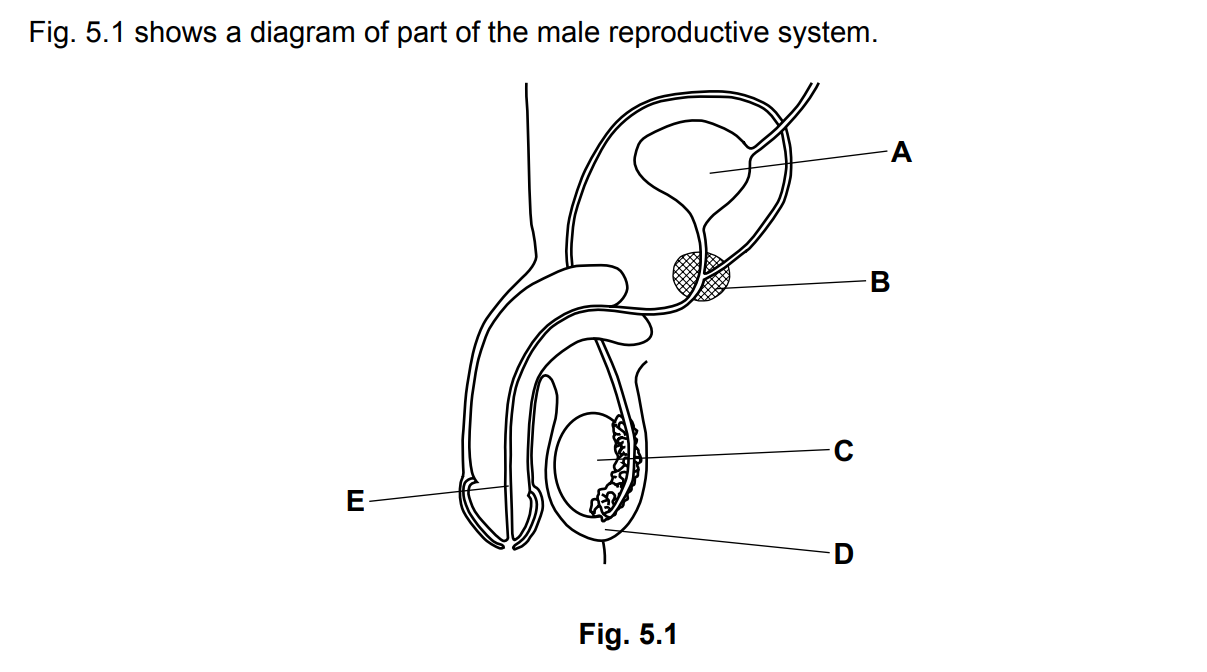 Fig. 5.1 shows a diagram of part of the male reproductive system.
A
B
C
E
D
Fig. 5.1